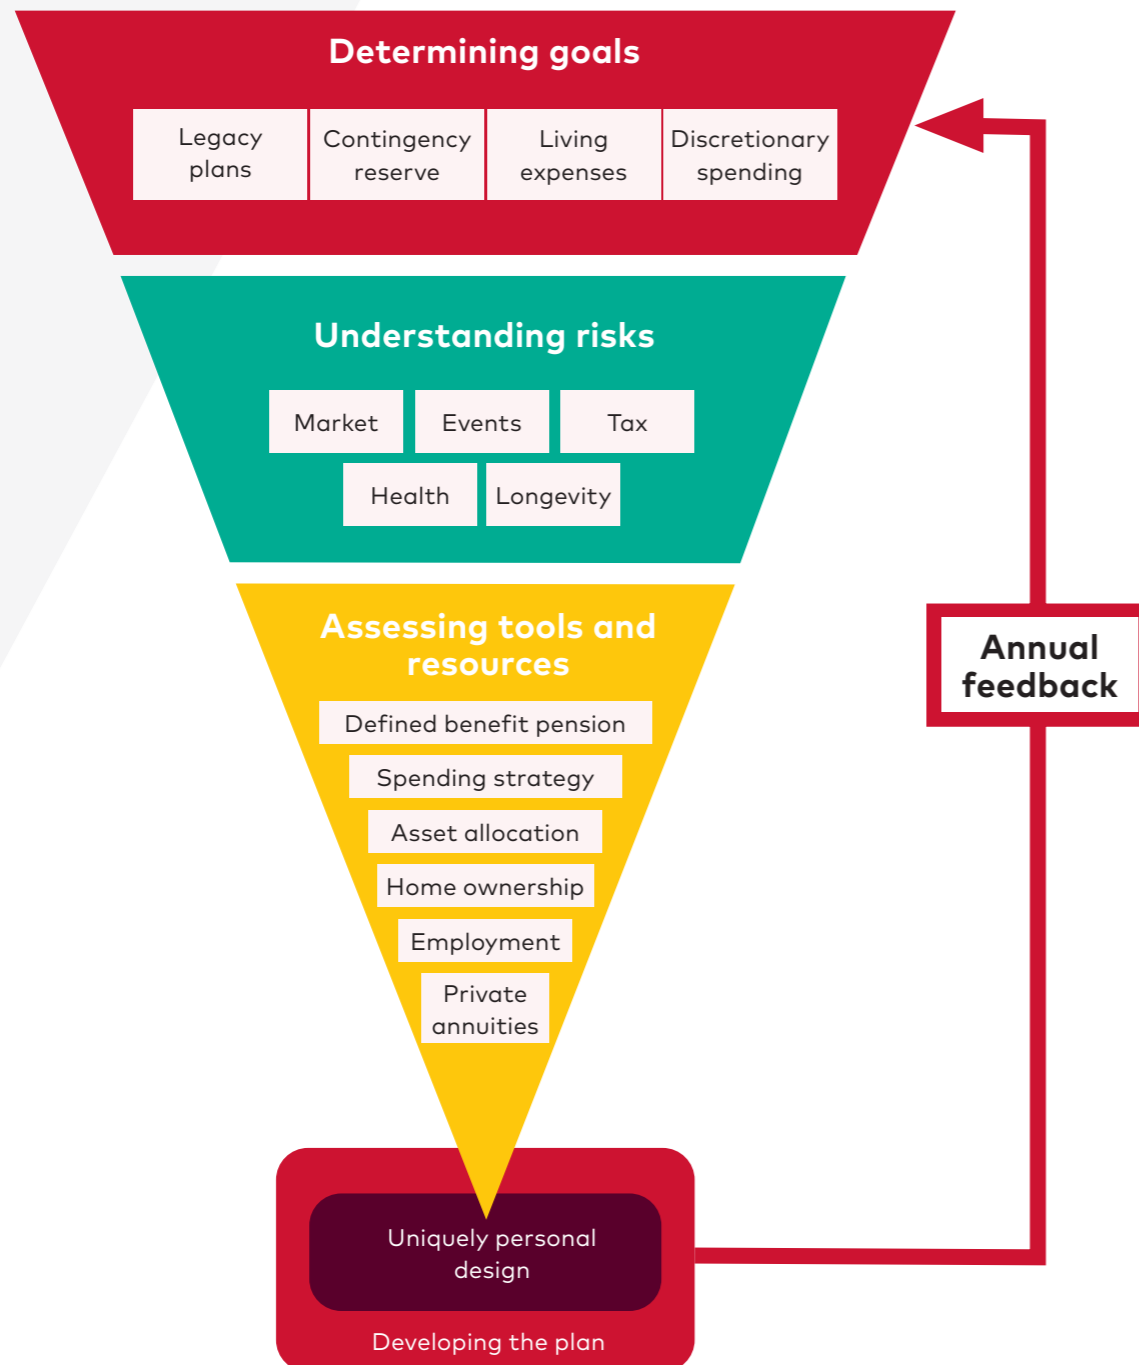 Determining goals
Legacy
plans
Contingency
reserve
Living
expenses
Discretionary
spending
Understanding risks
Market
Events
Tax
Health
Longevity
Assessing tools and
resources
Defined benefit pension
Spending strategy
Asset allocation
Home ownership
Employment
Private
annuities
Uniquely personal
design
Developing the plan
Annual
feedback